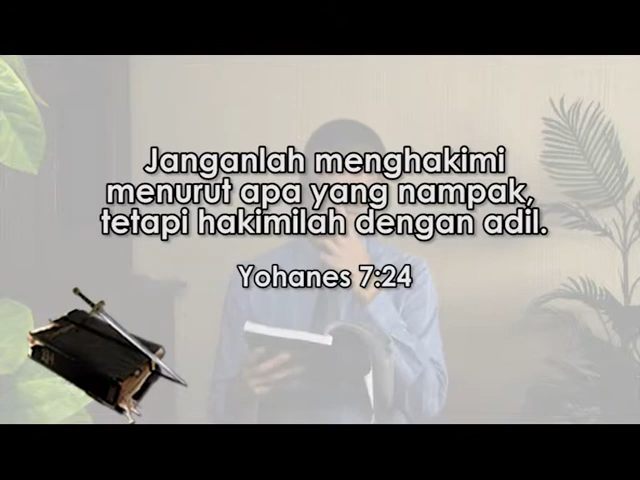 Janganlah menghakimi
menurut apa yang nampak,
tetapi hakimilah dengan adil.
Yohanes 7:24